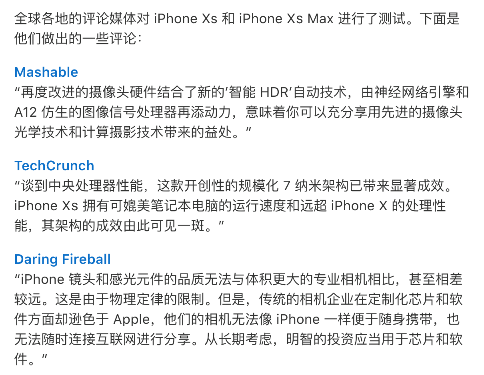 全球各地的评论媒体对 iPhone Xs 和 iPhone Xs Max 进行了测试。下面是
他们做出的一些评论：
Mashable
“再度改进的摄像头硬件结合了新的‘智能 HDR’自动技术，由神经网络引擎和
A12 仿生的图像信号处理器再添动力，意味着你可以充分享用先进的摄像头
光学技术和计算摄影技术带来的益处。”
TechCrunch
“谈到中央处理器性能，这款开创性的规模化 7 纳米架构已带来显著成效。
iPhone Xs 拥有可媲美笔记本电脑的运行速度和远超 iPhone X 的处理性
能，其架构的成效由此可见一斑。”
Daring Fireball
“iPhone 镜头和感光元件的品质无法与体积更大的专业相机相比，甚至相差
较远。这是由于物理定律的限制。但是，传统的相机企业在定制化芯片和软
件方面却逊色于 Apple，他们的相机无法像 iPhone 一样便于随身携带，也
无法随时连接互联网进行分享。从长期考虑，明智的投资应当用于芯片和软
件。”